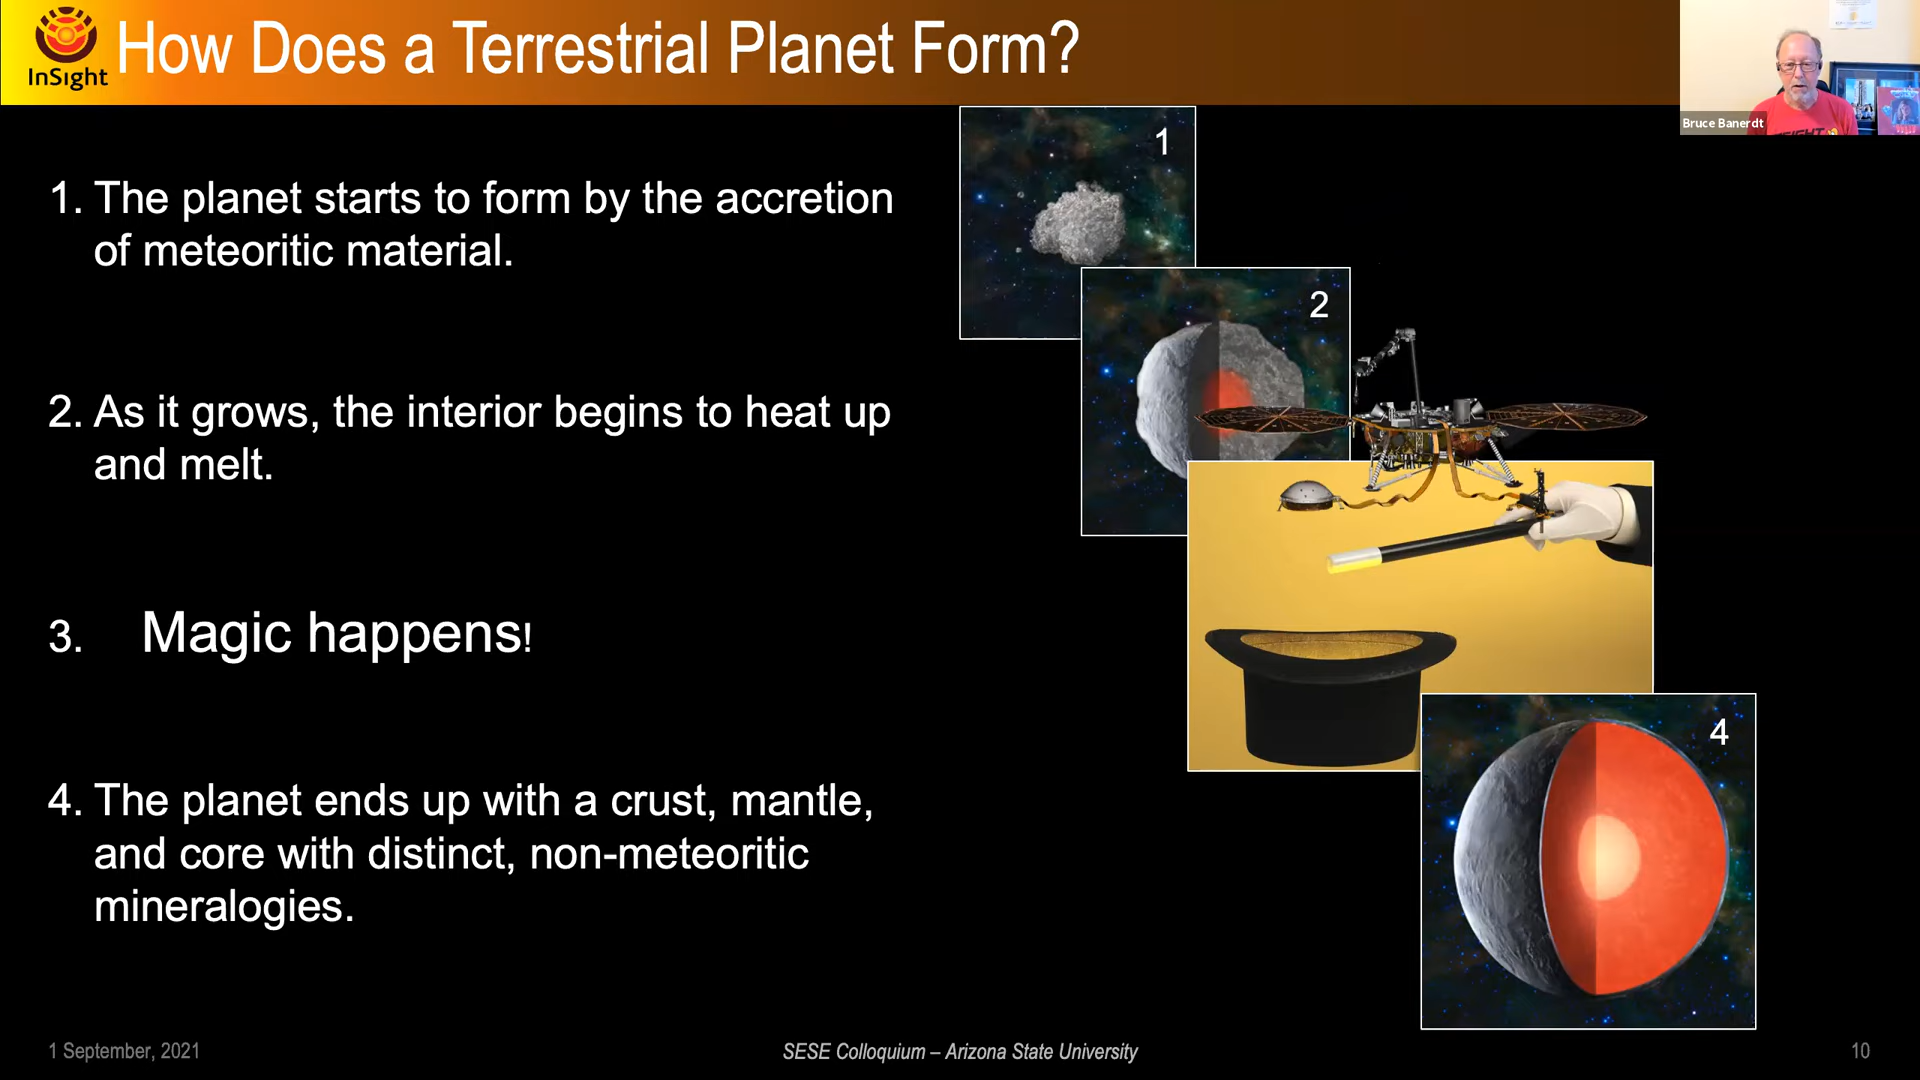 InSight
How Does a Terrestrial Planet Form?
Bruce Banerdt
1. The planet starts to form by the accretion
of meteoritic material.
2. As it grows, the interior begins to heat up
and melt.
3. Magic happens!
4. The planet ends up with a crust, mantle,
and core with distinct, non-meteoritic
mineralogies.
1
2
4
1 September, 2021
SESE Colloquium – Arizona State University
10